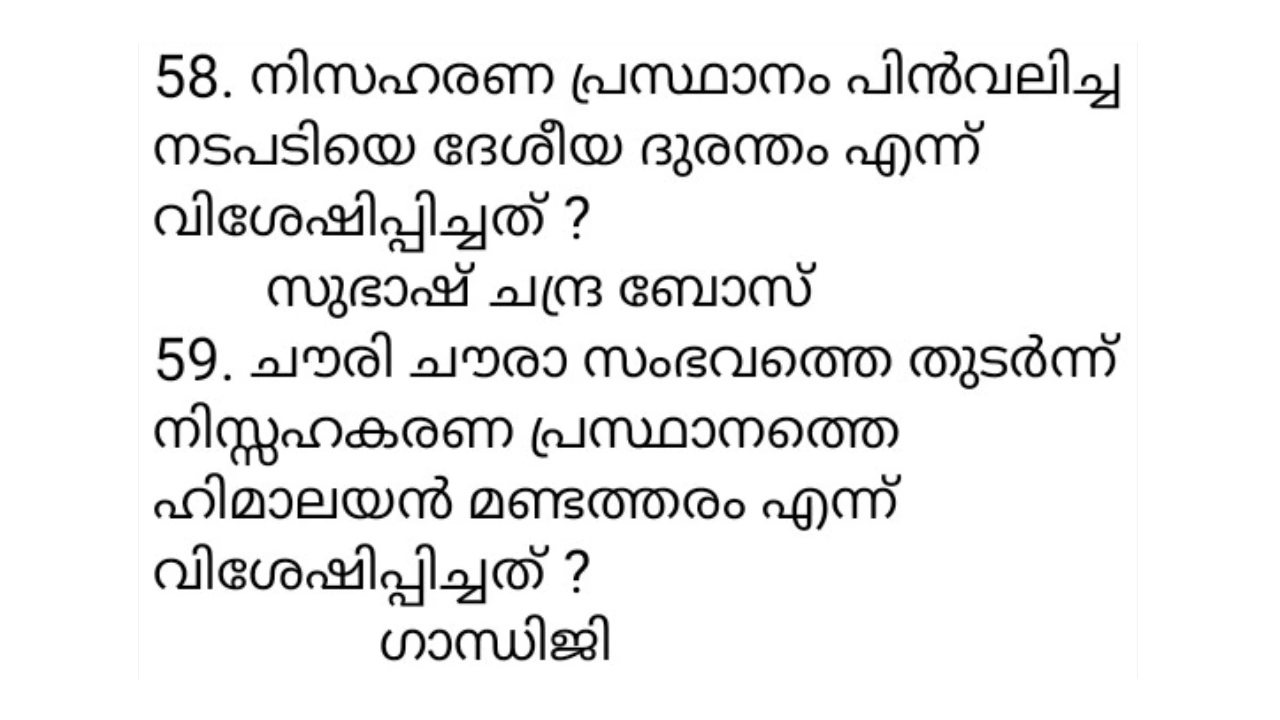 58. നിസഹരണ പ്രസ്ഥാനം പിൻവലിച്ച
നടപടിയെ ദേശീയ ദുരന്തം എന്ന്
വിശേഷിപ്പിച്ചത് ?
സുഭാഷ് ചന്ദ്ര ബോസ്
59. ചൗരി ചൗരാ സംഭവത്തെ തുടർന്ന്
നിസ്സഹകരണ പ്രസ്ഥാനത്തെ
ഹിമാലയൻ മണ്ടത്തരം എന്ന്
വിശേഷിപ്പിച്ചത് ?
ഗാന്ധിജി